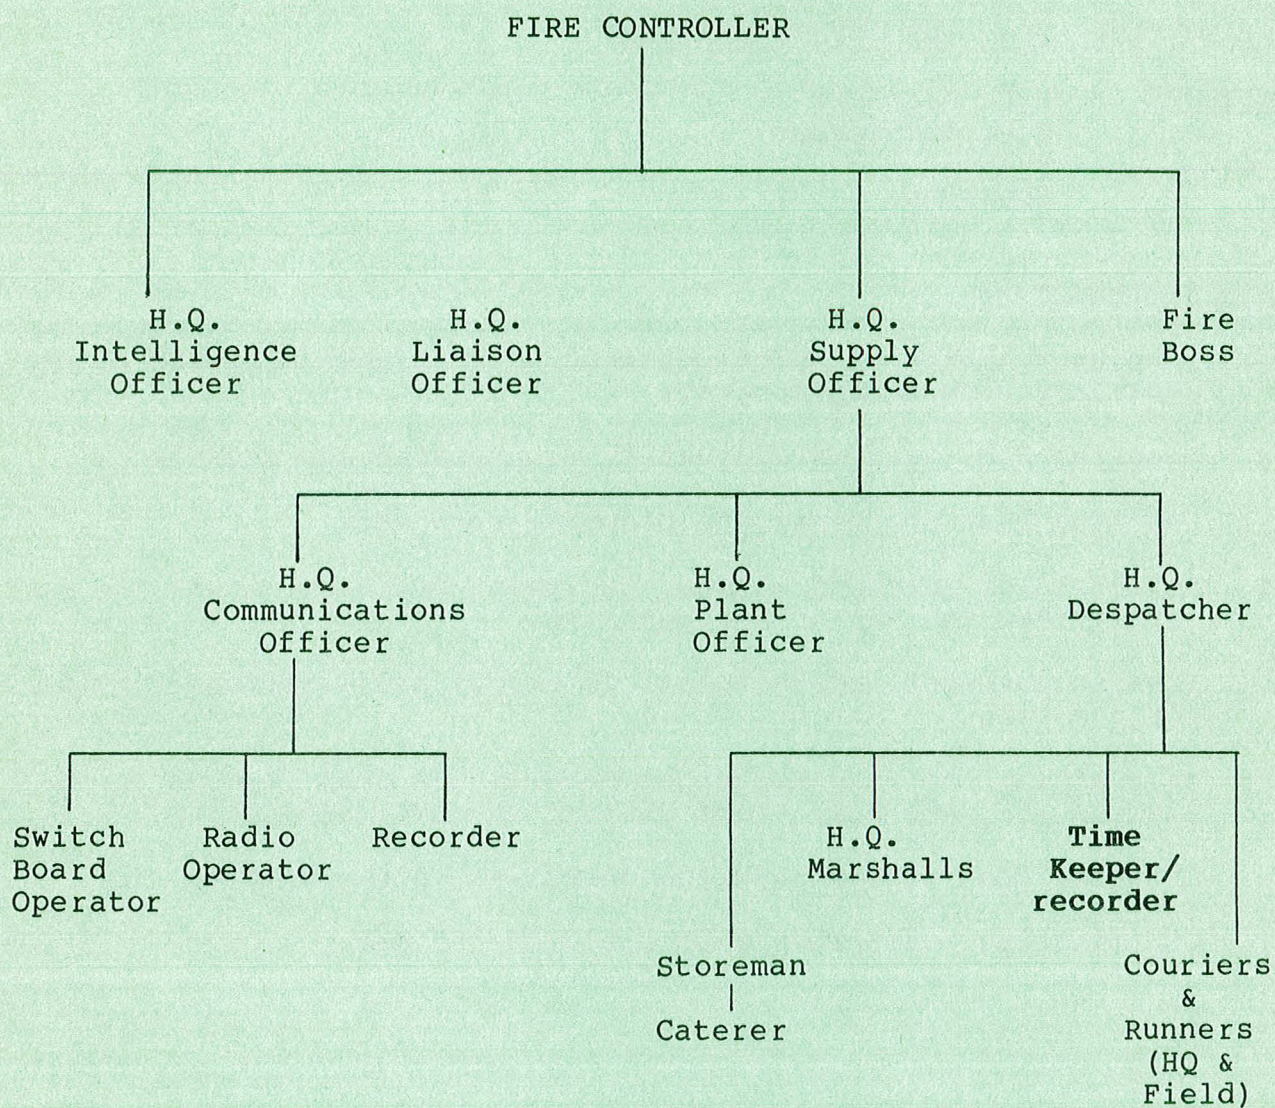 FIRE CONTROLLER
H.Q.
Intelligence
Officer
H.Q.
Liaison
Officer
H.Q.
Supply
Officer
Fire
Boss
H.Q.
Communications
Officer
H.Q.
Plant
Officer
H.Q.
Despatcher
Switch
Board
Operator
Radio
Operator
Recorder
H.Q.
Marshalls
Time
Keeper/
recorder
Storeman
Caterer
Couriers
&
Runners
(HQ &
Field)